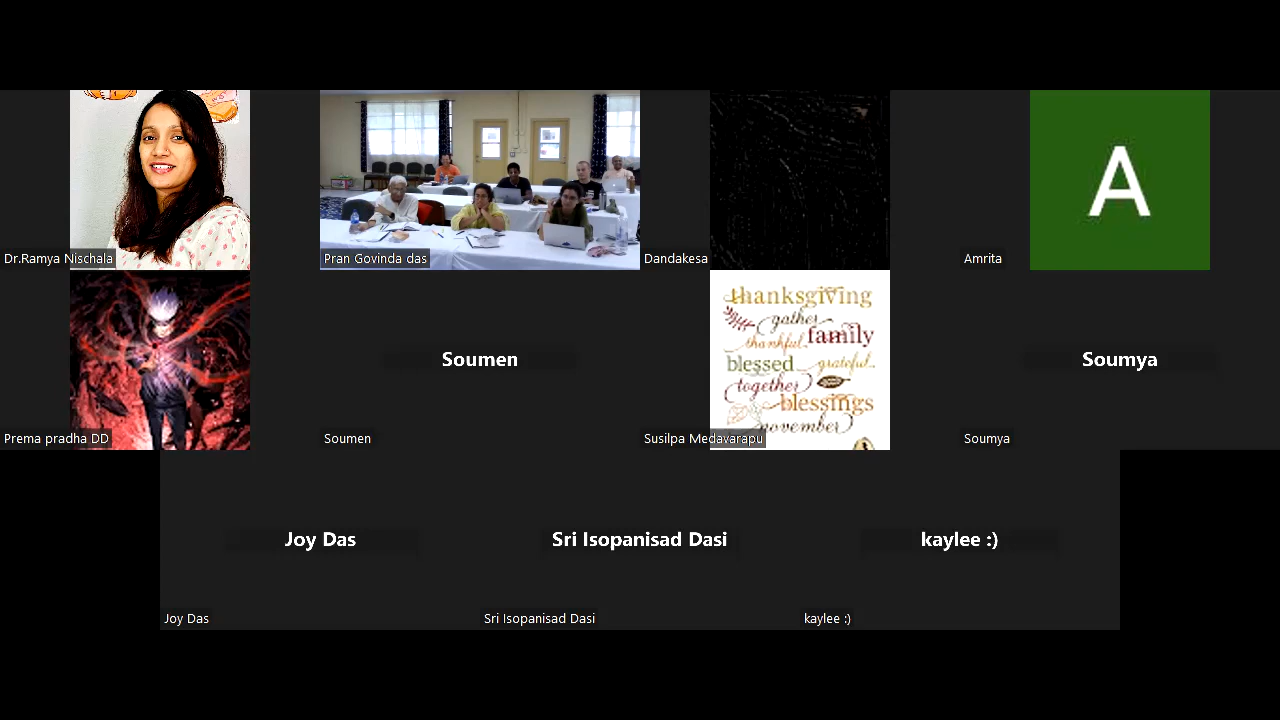 Dr.Ramya Nischala
Pran Govinda das
Dandakesa
Amrita
A
Prema pradha DD
Soumen
Soumen
thanksgiving
gather
family
thankful
blessed grateful
together
blessings
november
Susilpa Medavarapu
Soumya
Soumya
Joy Das
Joy Das
Sri Isopanisad Dasi
Sri Isopanisad Dasi
kaylee :)
kaylee :)